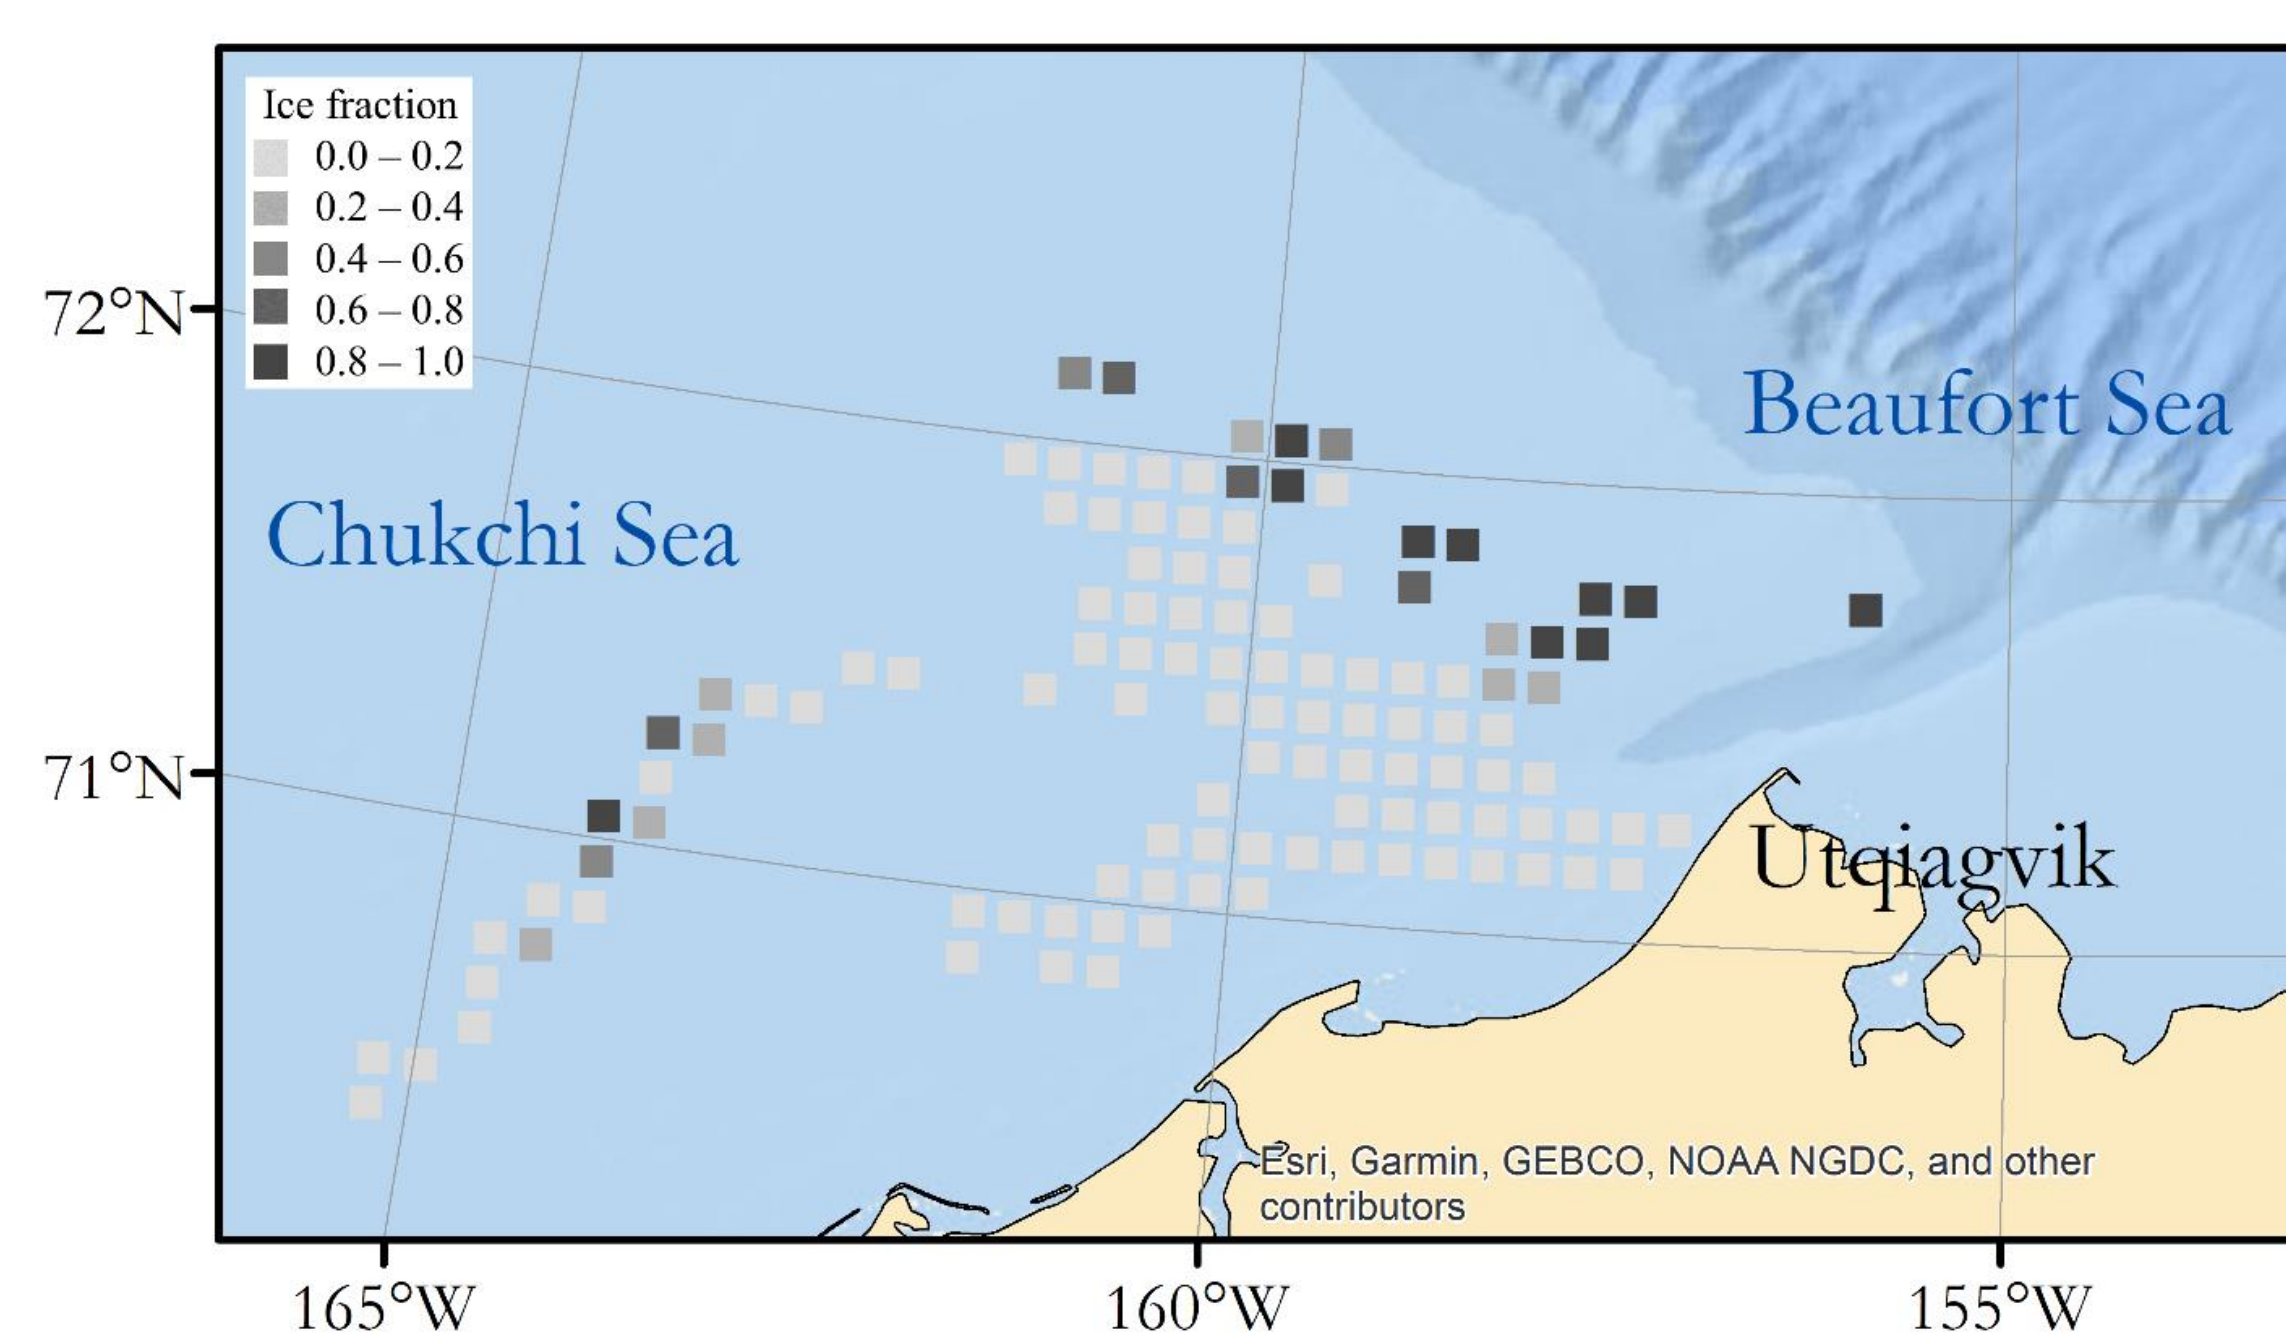 Ice fraction
0.0 – 0.2
0.2 – 0.4
0.4 – 0.6
0.6 – 0.8
0.8 – 1.0
72°N
Beaufort Sea
Chukchi Sea
71°N
Utqiagvik
Esri, Garmin, GEBCO, NOAA NGDC, and other
contributors
165°W
160°W
155°W